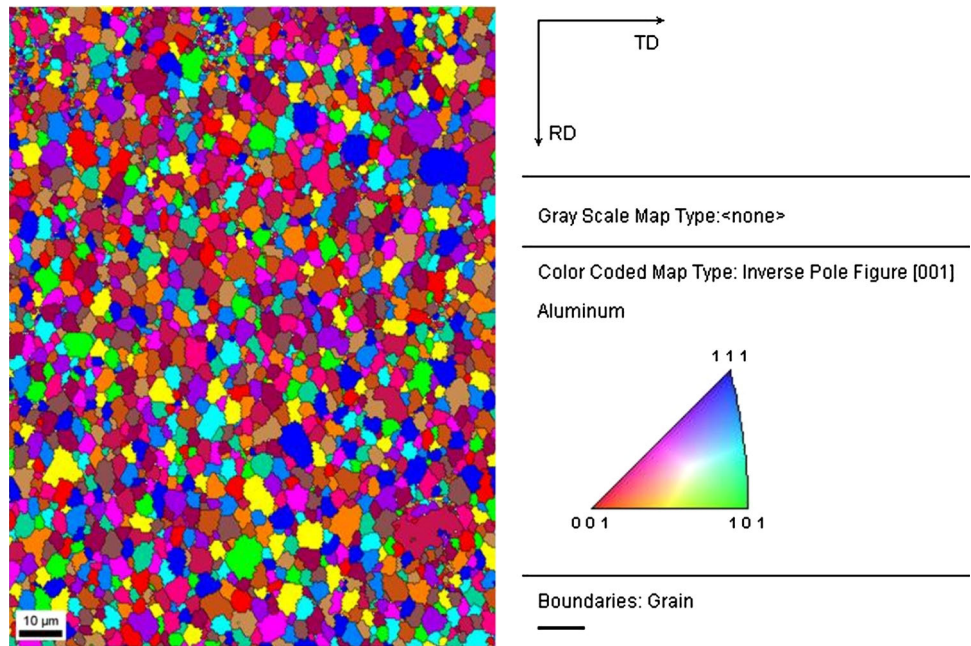 TD
RD
Gray Scale Map Type:<none>
Color Coded Map Type: Inverse Pole Figure [001]
Aluminum
1 1 1
0 0 1
1 0 1
Boundaries: Grain
10 µm